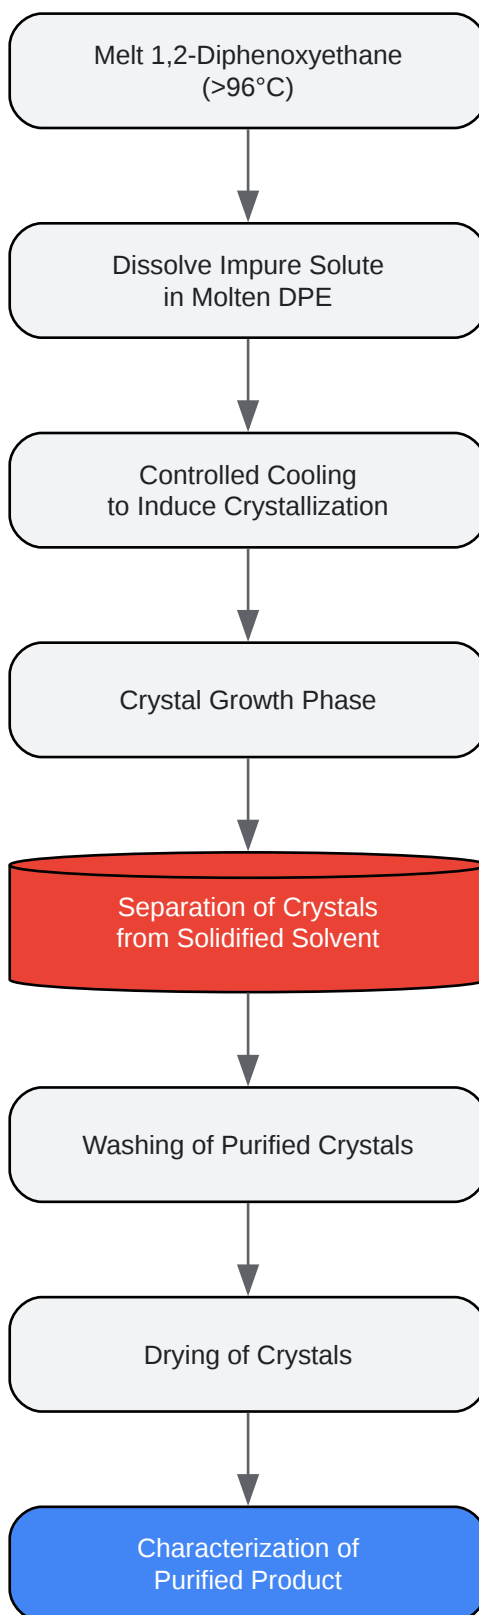 Melt 1,2-Diphenoxyethane
(>96°C)
Dissolve Impure Solute
in Molten DPE
Controlled Cooling
to Induce Crystallization
Crystal Growth Phase
Separation of Crystals
from Solidified Solvent
Washing of Purified Crystals
Drying of Crystals
Characterization of
Purified Product